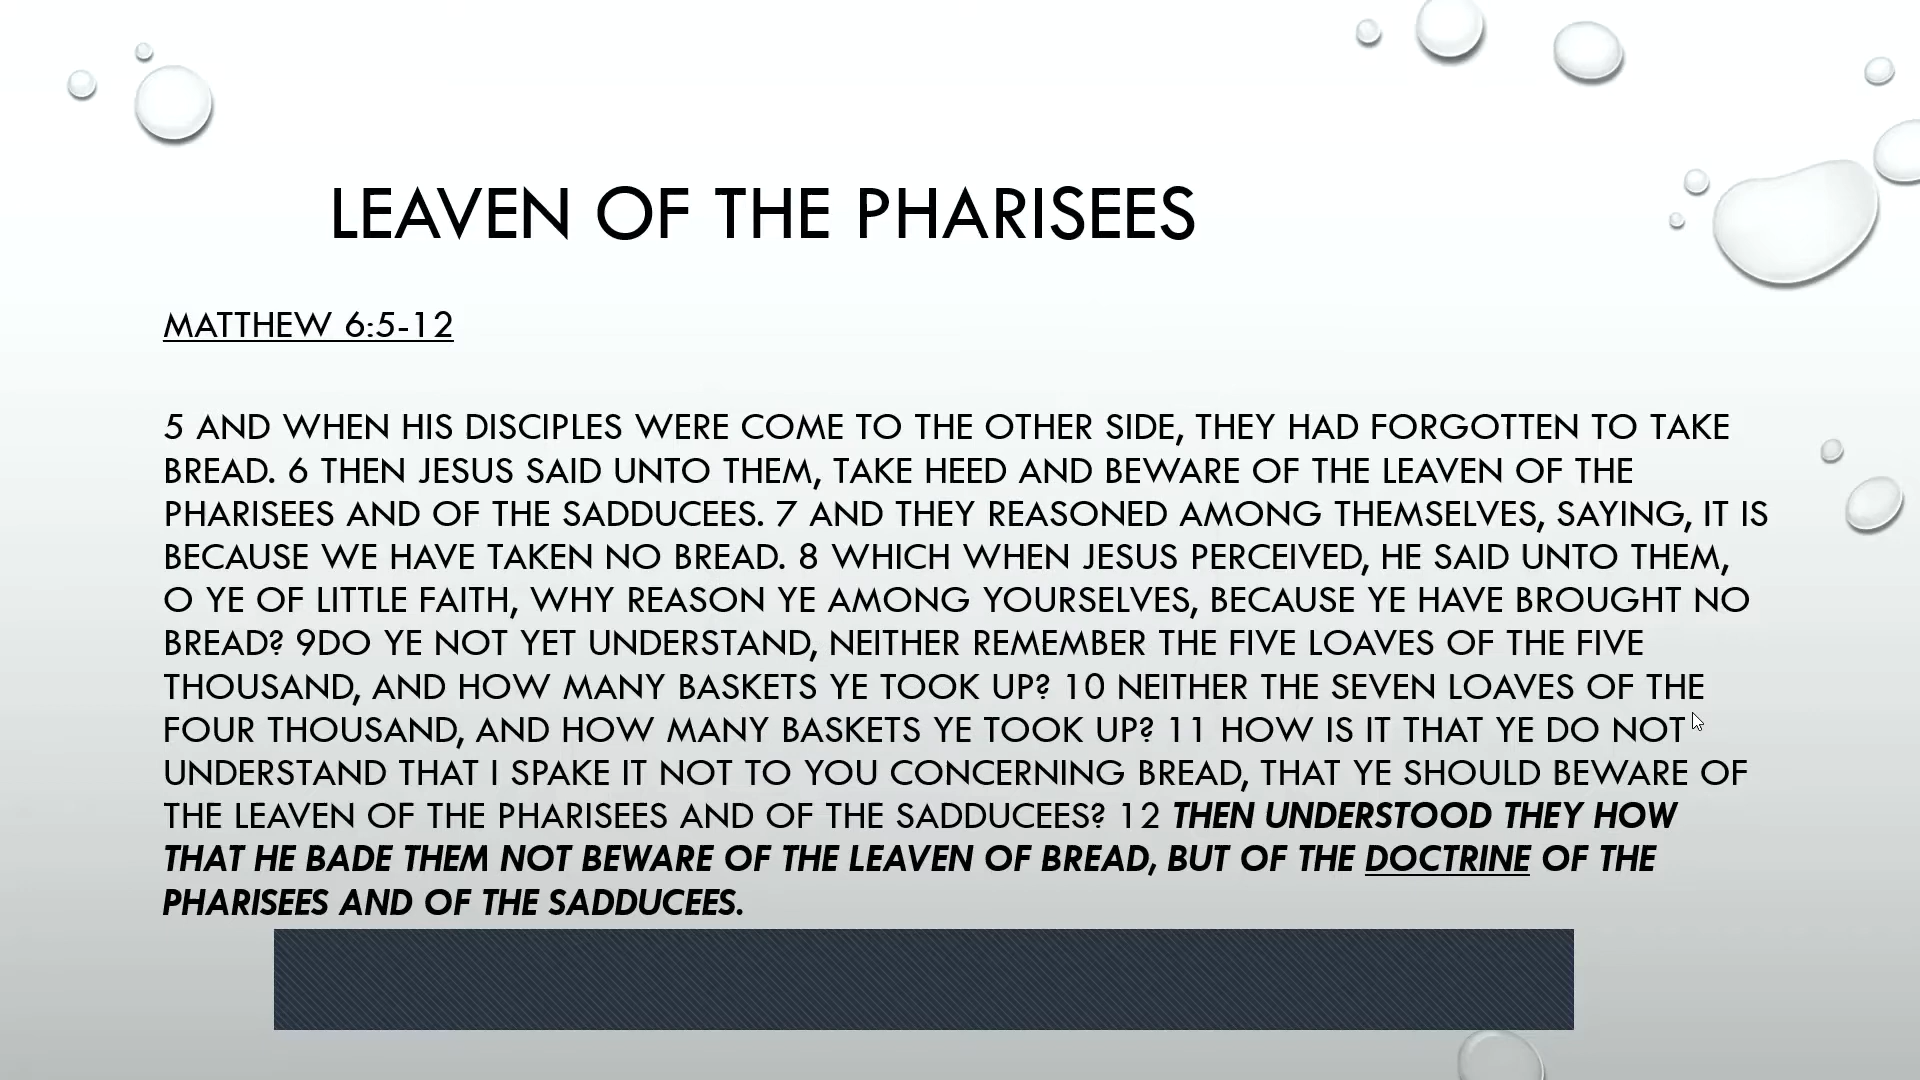 LEAVEN OF THE PHARISEES
MATTHEW 6:5-12
5 AND WHEN HIS DISCIPLES WERE COME TO THE OTHER SIDE, THEY HAD FORGOTTEN TO TAKE
BREAD. 6 THEN JESUS SAID UNTO THEM, TAKE HEED AND BEWARE OF THE LEAVEN OF THE
PHARISEES AND OF THE SADDUCEES. 7 AND THEY REASONED AMONG THEMSELVES, SAYING, IT IS
BECAUSE WE HAVE TAKEN NO BREAD. 8 WHICH WHEN JESUS PERCEIVED, HE SAID UNTO THEM,
O YE OF LITTLE FAITH, WHY REASON YE AMONG YOURSELVES, BECAUSE YE HAVE BROUGHT NO
BREAD? 9DO YE NOT YET UNDERSTAND, NEITHER REMEMBER THE FIVE LOAVES OF THE FIVE
THOUSAND, AND HOW MANY BASKETS YE TOOK UP? 10 NEITHER THE SEVEN LOAVES OF THE
FOUR THOUSAND, AND HOW MANY BASKETS YE TOOK UP? 11 HOW IS IT THAT YE DO NOT
UNDERSTAND THAT I SPAKE IT NOT TO YOU CONCERNING BREAD, THAT YE SHOULD BEWARE OF
THE LEAVEN OF THE PHARISEES AND OF THE SADDUCEES? 12 THEN UNDERSTOOD THEY HOW
THAT HE BADE THEM NOT BEWARE OF THE LEAVEN OF BREAD, BUT OF THE DOCTRINE OF THE
PHARISEES AND OF THE SADDUCEES.